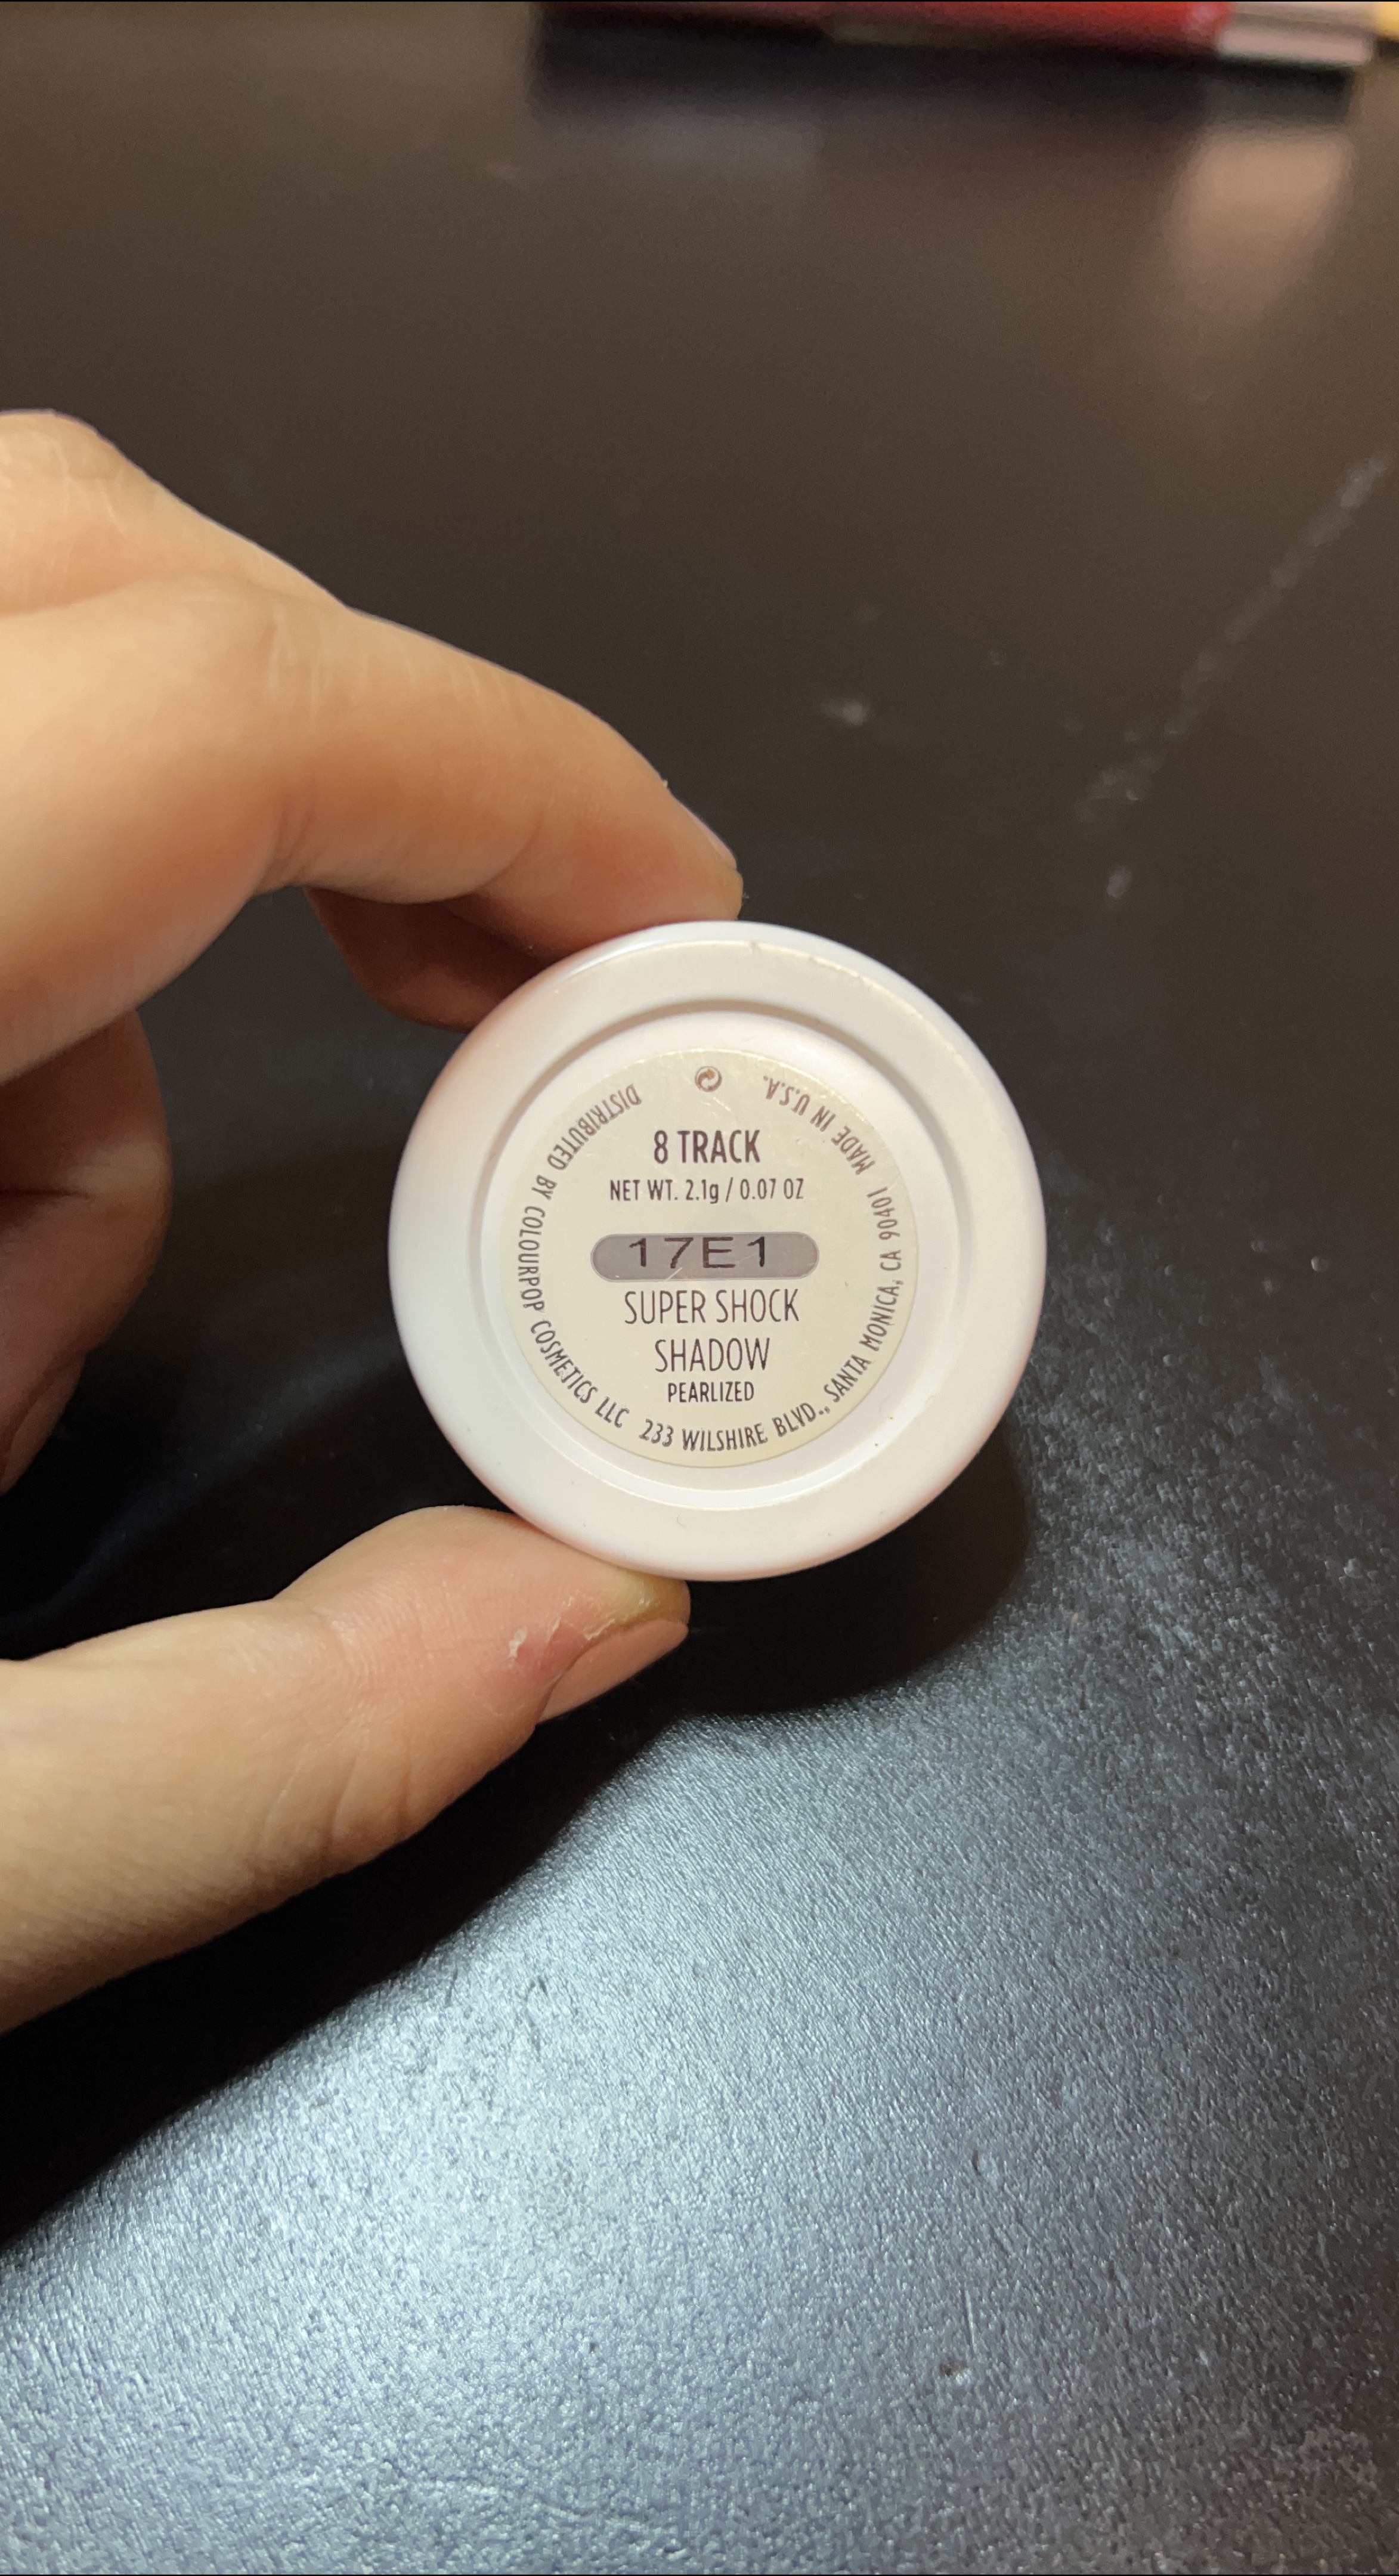 8 TRACK
NET WT. 2.1g / 0.07 OZ
17E1
SUPER SHOCK
SHADOW
PEARLIZED
DISTRIBUTED BY COLOURPOP COSMETICS LLC 233 WILSHIRE BLVD., SANTA MONICA, CA 90401 MADE IN U.S.A.